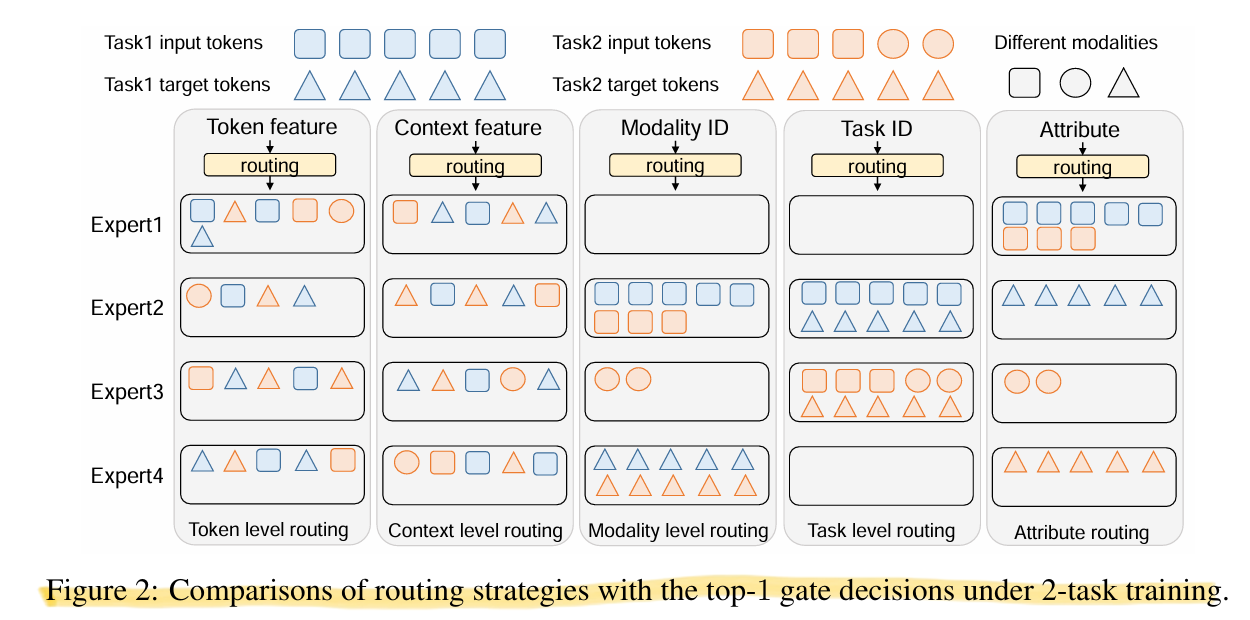 Task1 input tokens
Task2 input tokens
Different modalities
Task1 target tokens
Task2 target tokens
Token feature
Context feature
Modality ID
Task ID
Attribute
routing
routing
routing
routing
routing
Expert1
Expert2
Expert3
Expert4
Token level routing
Context level routing
Modality level routing
Task level routing
Attribute routing
Figure 2: Comparisons of routing strategies with the top-1 gate decisions under 2-task training.